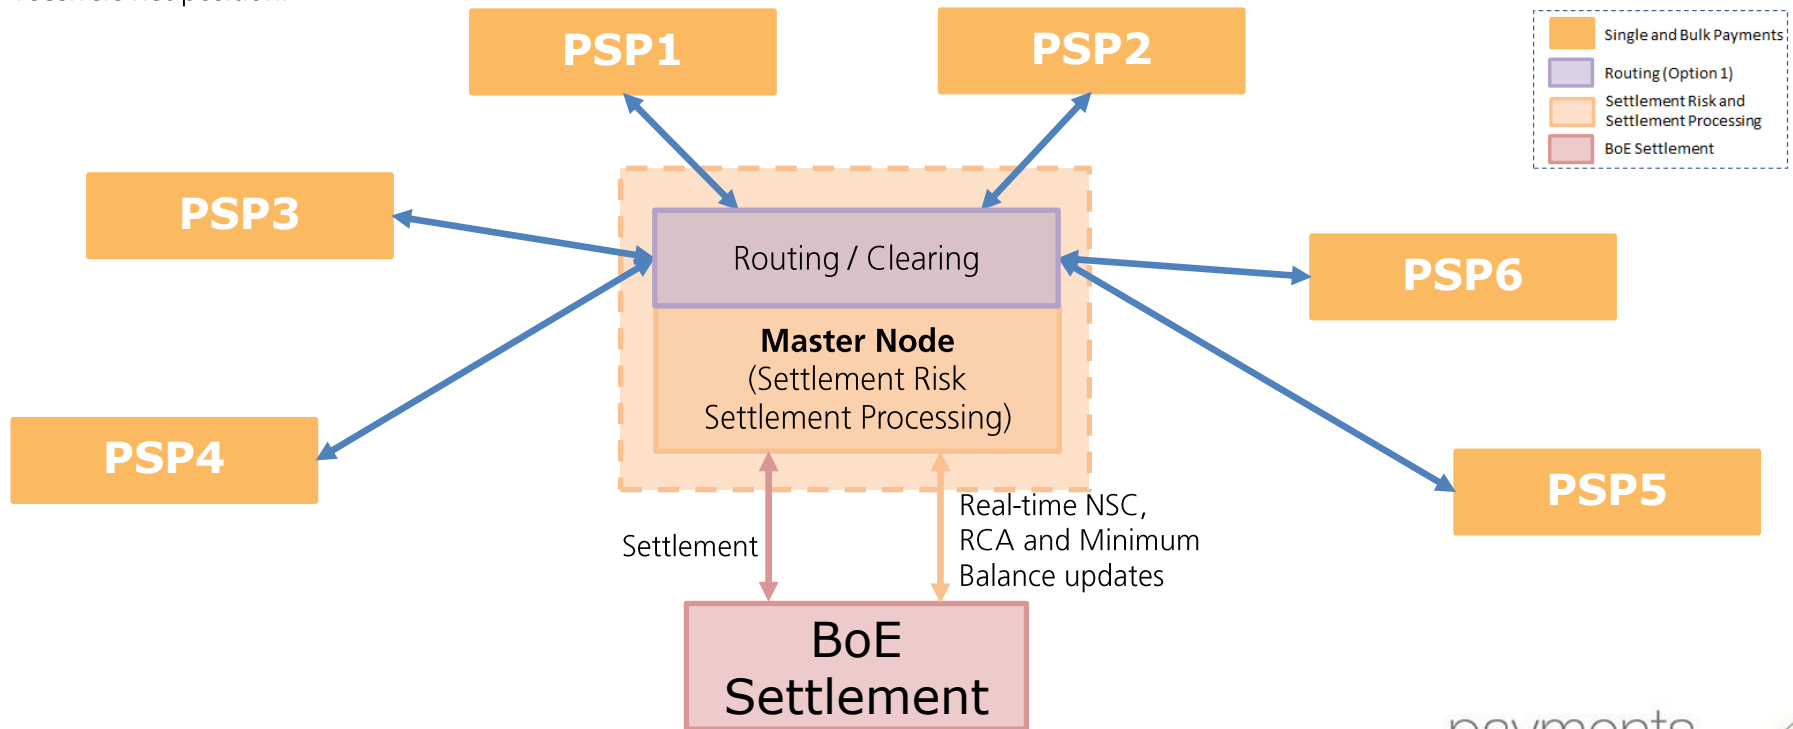 PSP1
PSP2
Single and Bulk Payments
Routing (Option 1)
Settlement Risk and
Settlement Processing
BoE Settlement
PSP3
Routing / Clearing
PSP6
Master Node
(Settlement Risk
Settlement Processing)
PSP4
PSP5
Settlement
Real-time NSC,
RCA and Minimum
Balance updates
BoE
Settlement
payments